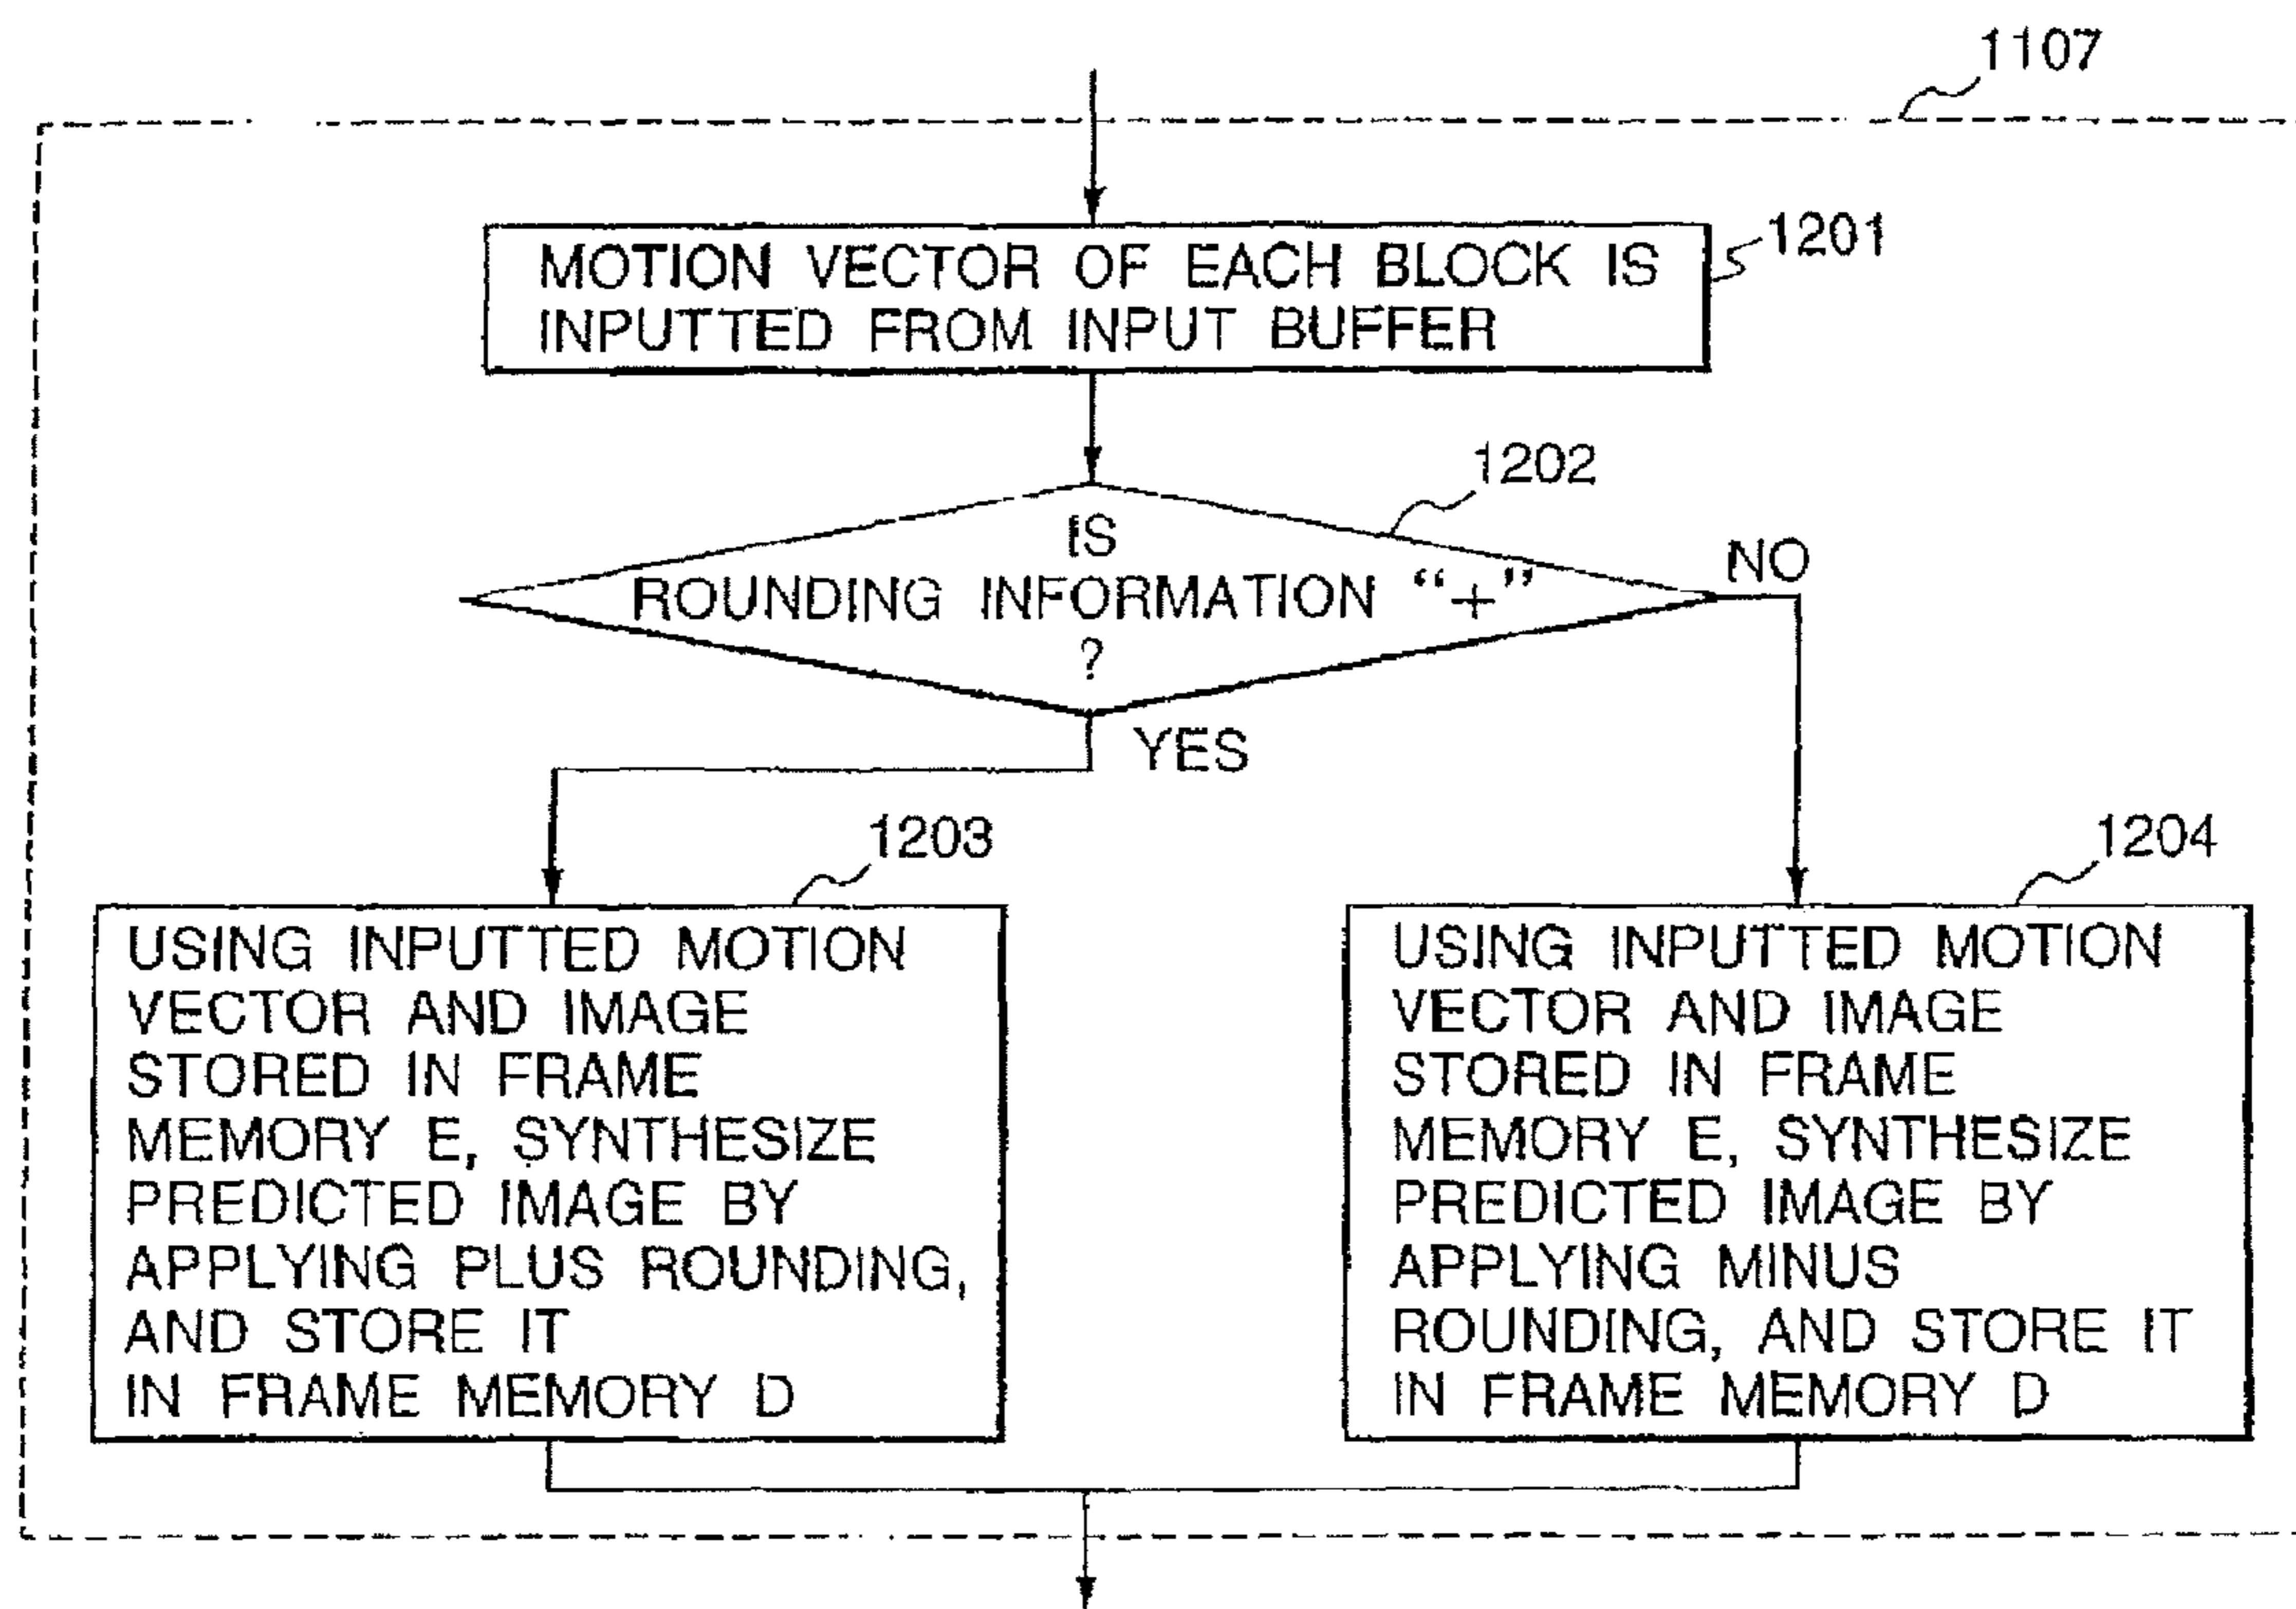 1107
MOTION VECTOR OF EACH BLOCK IS
INPUTTED FROM INPUT BUFFER
1201
1202
IS
ROUNDING INFORMATION “+”
?
NO
YES
1203
USING INPUTTED MOTION
VECTOR AND IMAGE
STORED IN FRAME
MEMORY E, SYNTHESIZE
PREDICTED IMAGE BY
APPLYING PLUS ROUNDING,
AND STORE IT
IN FRAME MEMORY D
1204
USING INPUTTED MOTION
VECTOR AND IMAGE
STORED IN FRAME
MEMORY E, SYNTHESIZE
PREDICTED IMAGE BY
APPLYING MINUS
ROUNDING, AND STORE IT
IN FRAME MEMORY D